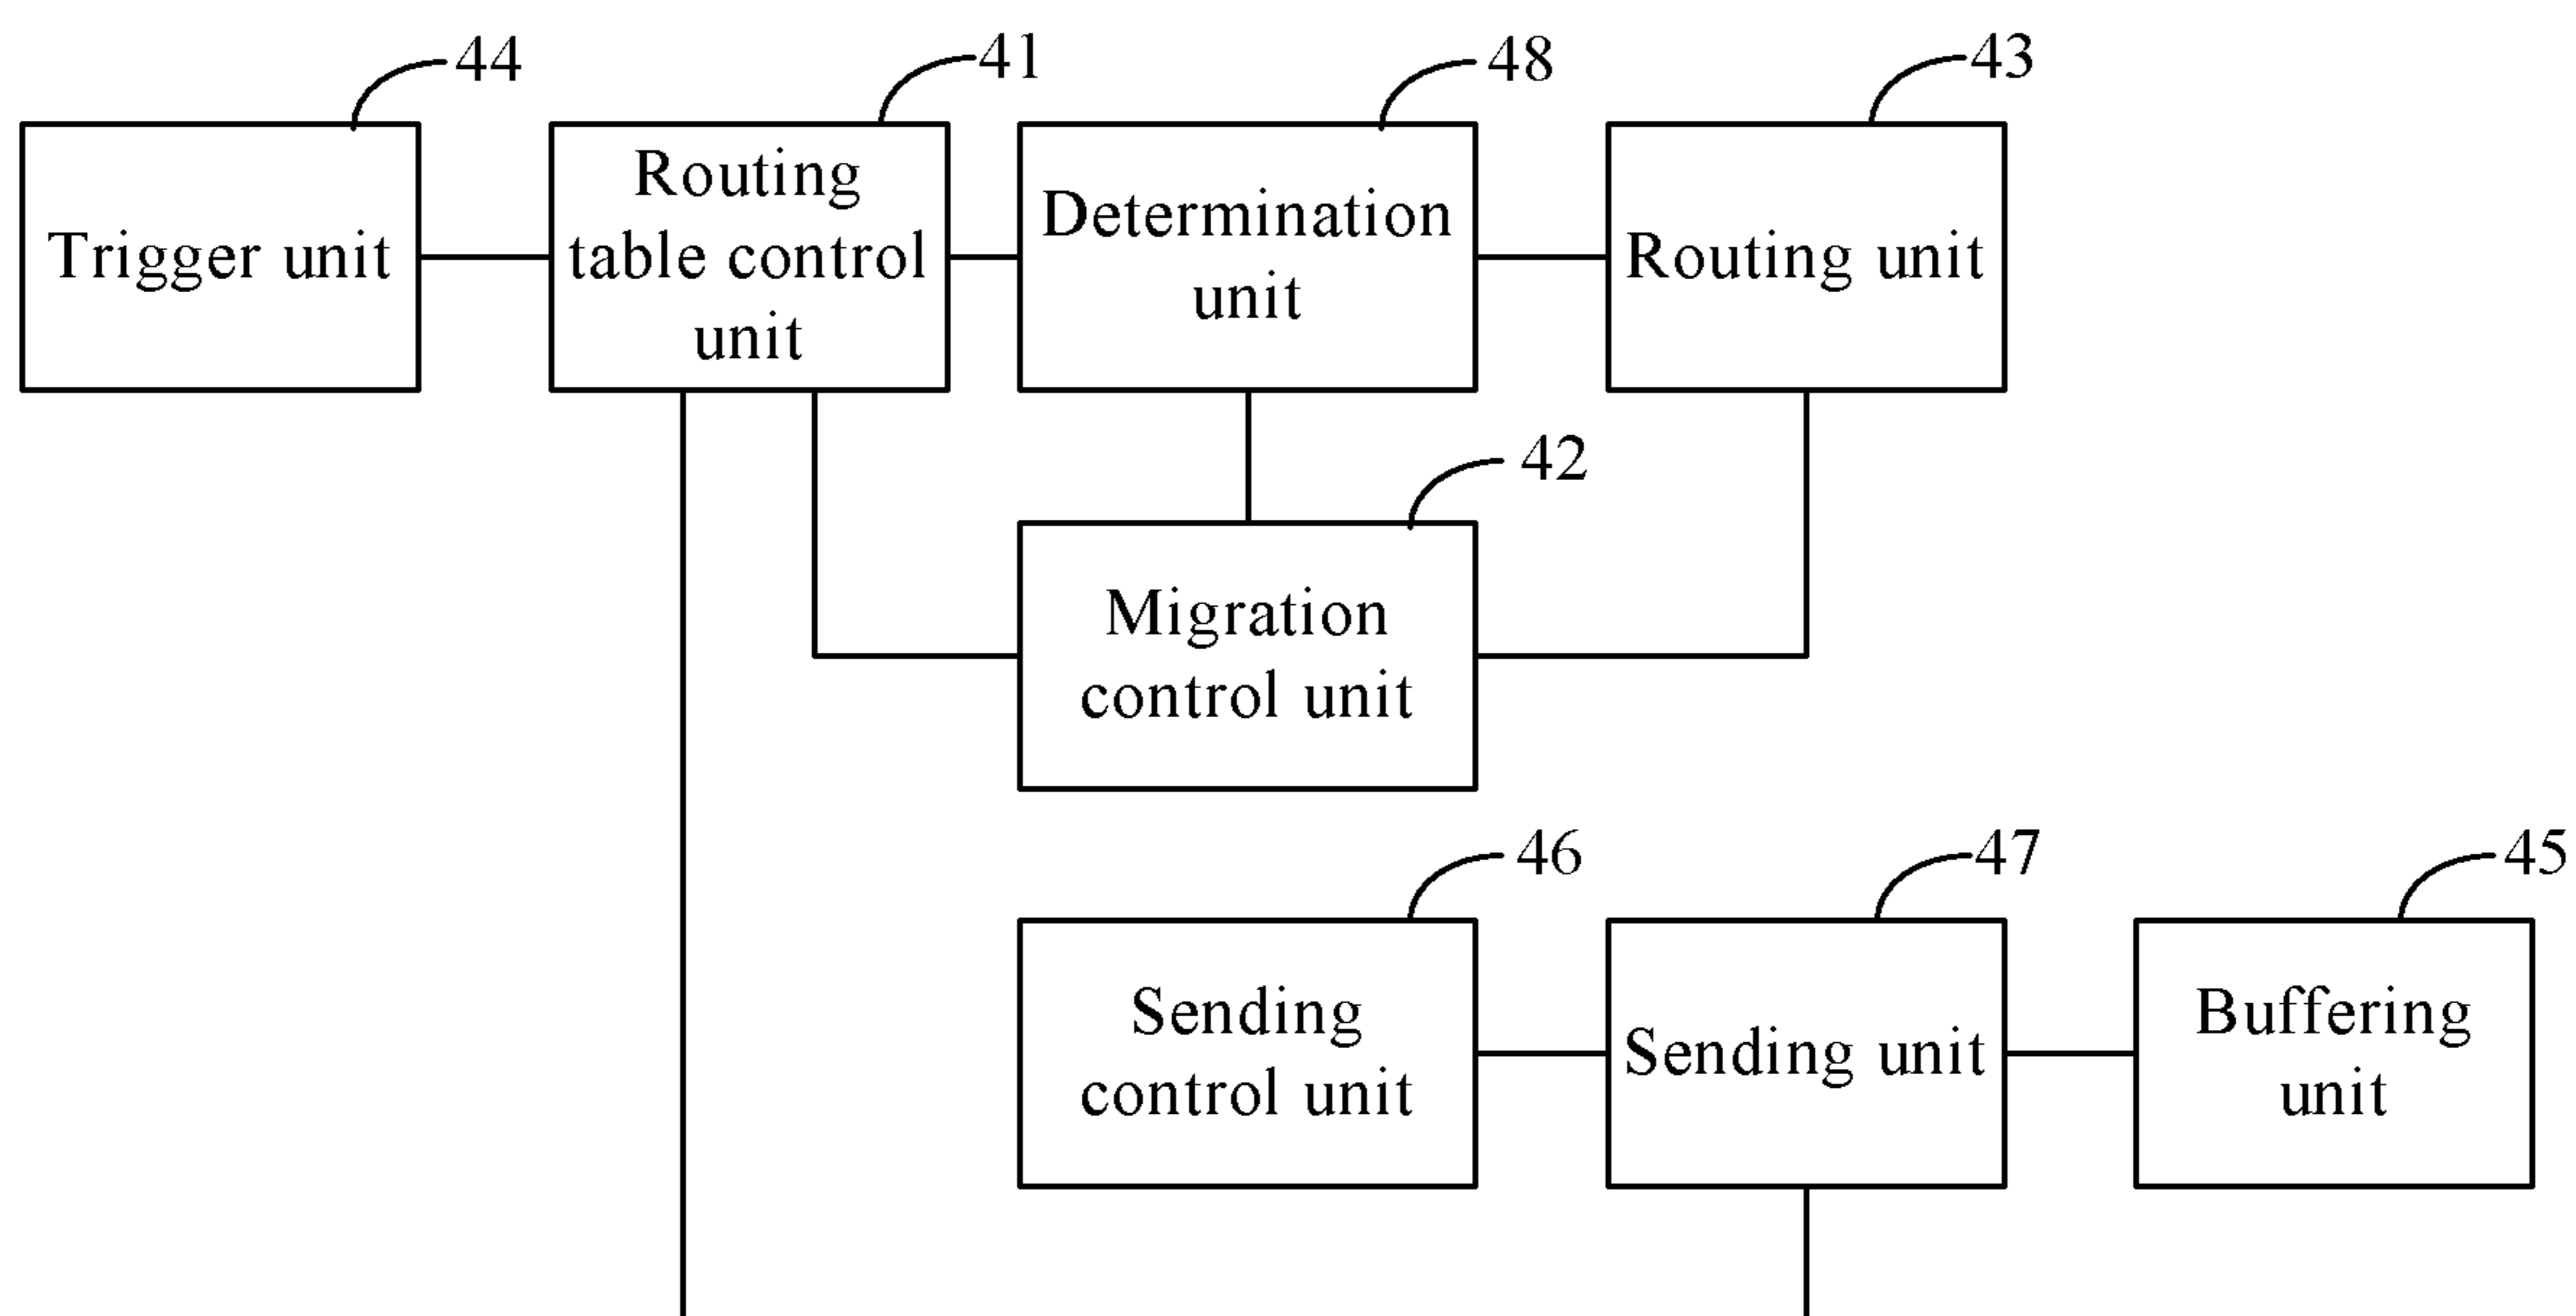 44
41
48
43
Trigger unit
Routing
table control
unit
Determination
unit
Routing unit
42
Migration
control unit
46
47
45
Sending
control unit
Sending unit
Buffering
unit